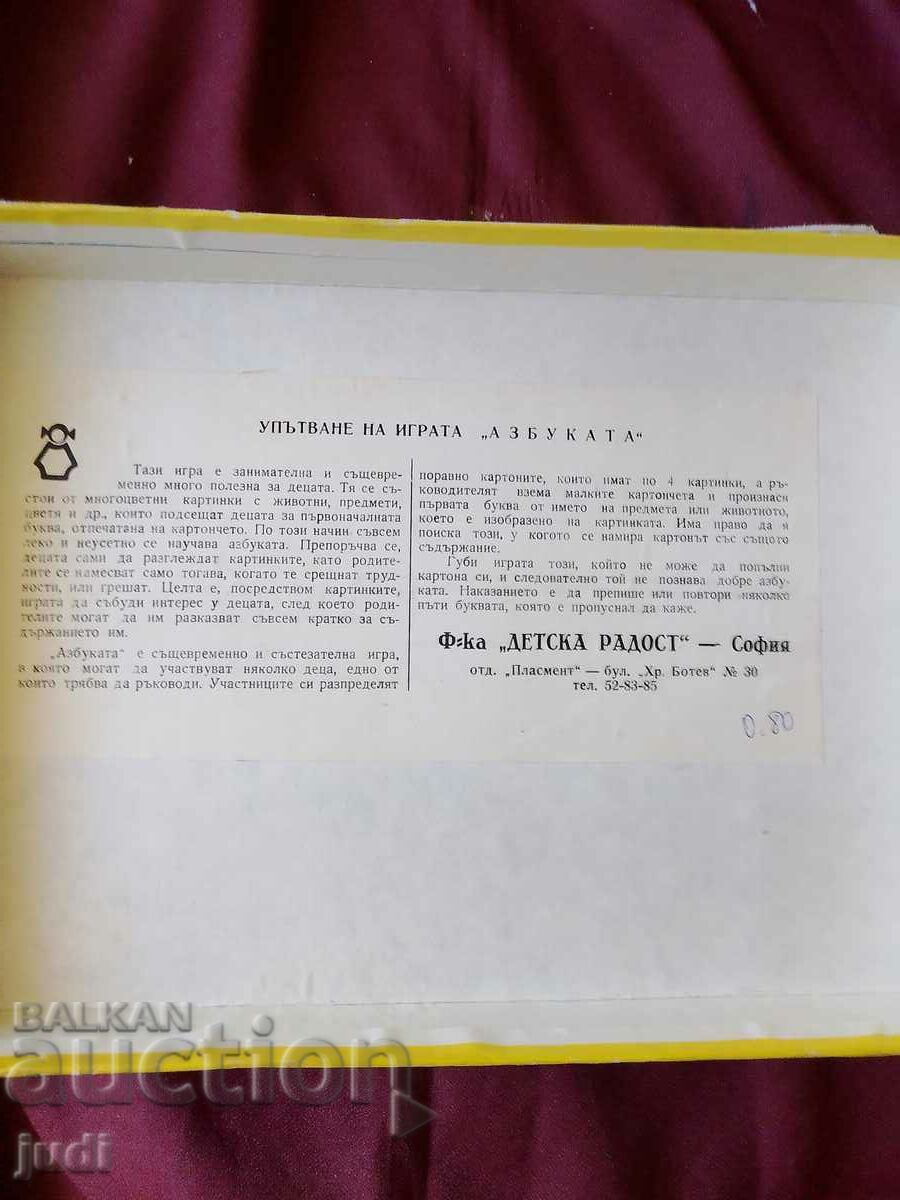 УПЪТВАНЕ НА ИГРАТА „АЗБУКАТА“
Тази игра е занимателна и същевре-
менно много полезна за децата. Тя се със-
стои от многоцветни картинки с животни, предмети,
цветя и др., които подсещат децата за първоначалната
буква, отпечатана на картончето. По този начин съвсем
леко и неусетно се научава азбуката. Препоръчва се,
децата сами да разглеждат картинките, като родите-
лите се намесват само тогава, когато те срещнат труд-
ности, или грешат. Целта е, посредством картинките,
играта да събуди интерес у децата, след което роди-
телите могат да им разказват съвсем кратко за съ-
държанието им.
„Азбуката“ е същевременно и състезателна игра,
в която могат да участвуват няколко деца, едно от
които трябва да ръководи. Участниците си разпределят
поравно картоните, които имат по 4 картинки, а ръ-
ководителят взема малките картончета и произнася
първата буква от името на предмета или животното,
което е изобразено на картинката. Има право да я
поиска този, у когото се намира картонът със същото
съдържание.
Губи играта този, който не може да попълни
картона си, и следователно той не познава добре азбу-
ката. Наказанието е да препише или повтори няколко
пъти буквата, която е пропуснал да каже.
Ф-ка „ДЕТСКА РАДОСТ“ — София
отд. „Пласмент“ — бул. „Хр. Ботев“ № 30
тел. 52-83-85
0.80
BALKAN
auction
judi